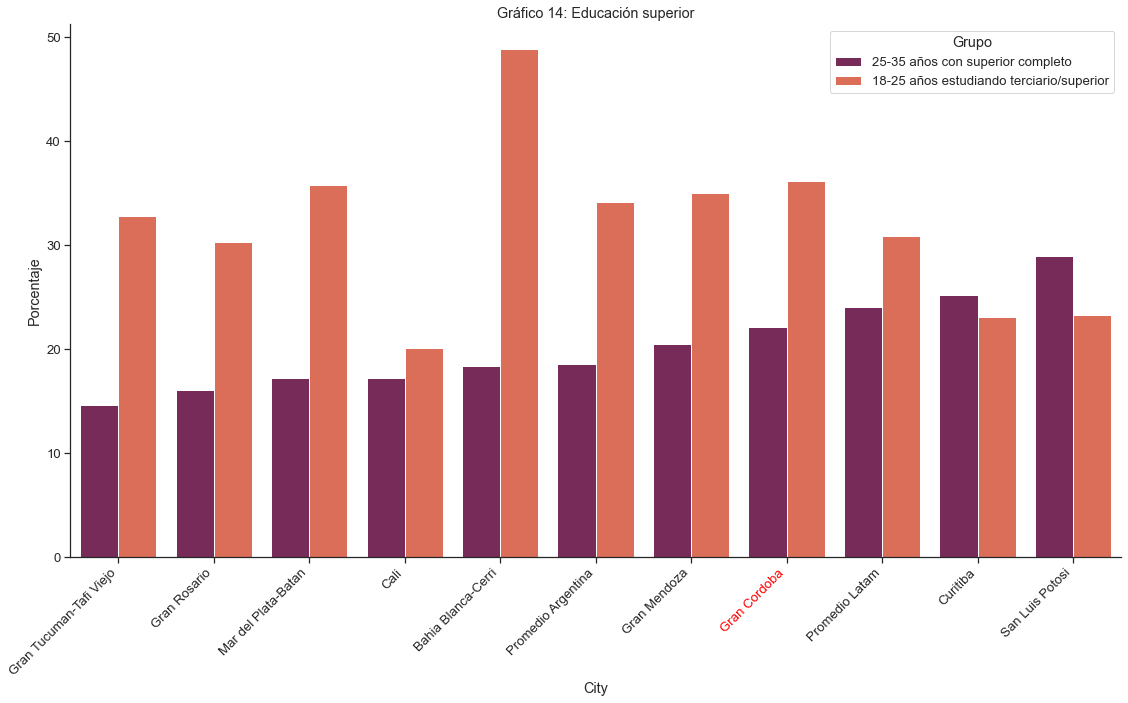 Gráfico 14: Educación superior
Grupo
25-35 años con superior completo
18-25 años estudiando terciario/superior
Porcentaje
50
40
30
20
10
0
Gran Tucuman-Tafi Viejo
Gran Rosario
Mar del Plata-Batan
Cali
Bahia Blanca-Cerri
Promedio Argentina
Gran Mendoza
Gran Cordoba
Promedio Latam
Curitiba
San Luis Potosi
City